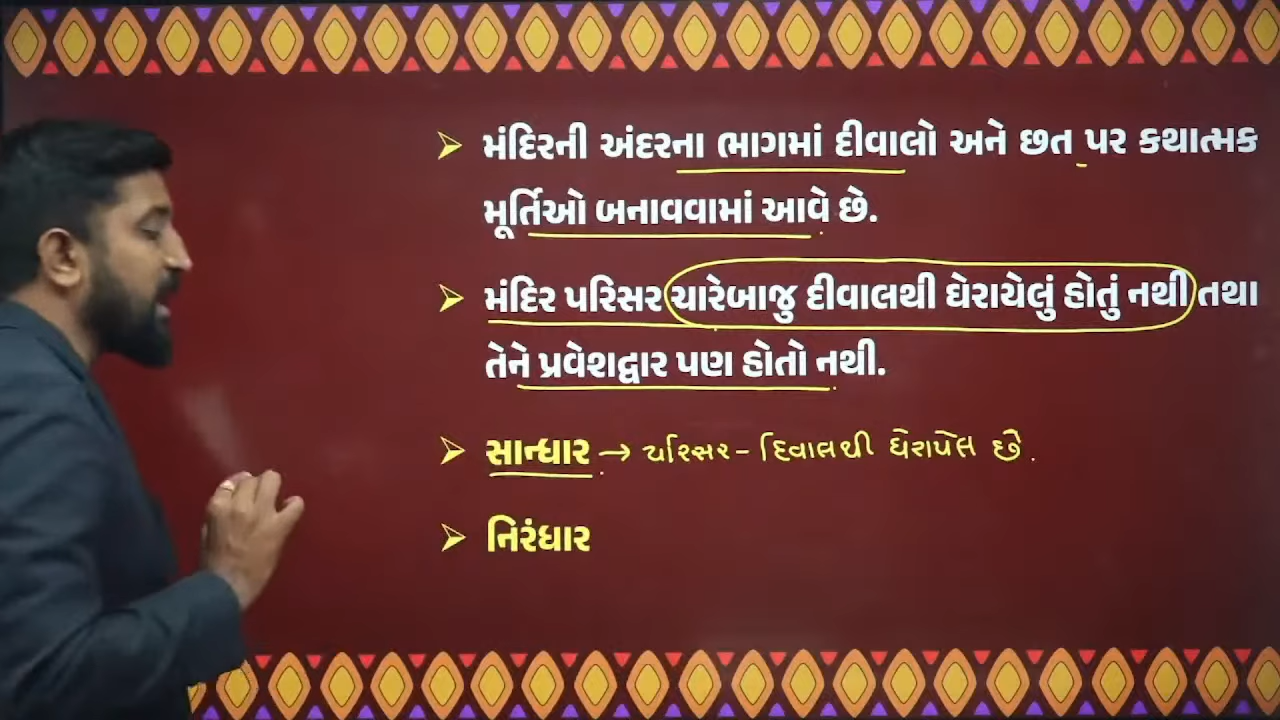 ➤ મંદિરની અંદરના ભાગમાં દીવાલો અને છત પર કથાત્મક
મૂર્તિઓ બનાવવામાં આવે છે.
➤ મંદિર પરિસર ચારેબાજુ દીવાલથી ઘેરાયેલું હોતું નથી તથા
તેને પ્રવેશદ્વાર પણ હોતો નથી.
➤ સાન્ધાર → પરિસર - દિવાલથી ઘેરાયેલ છે.
➤ નિરંધાર